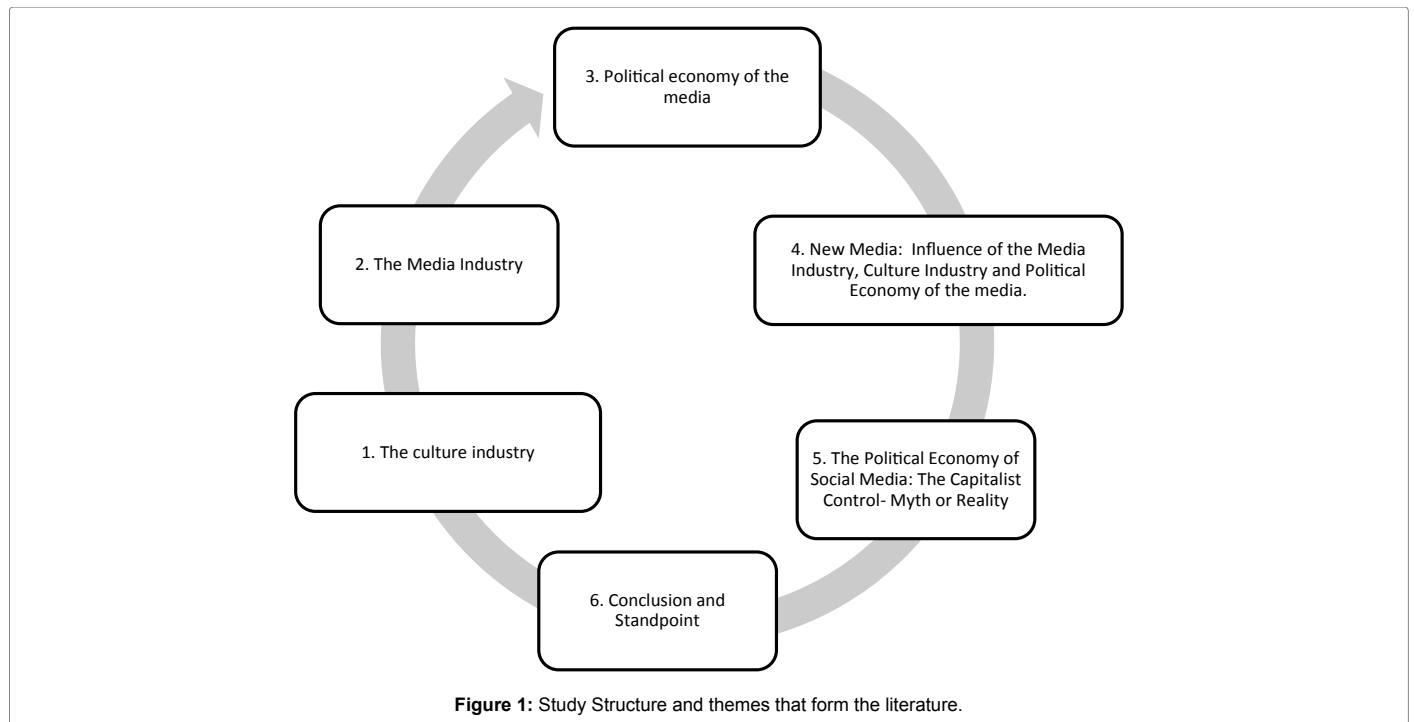 3. Political economy of the
media
2. The Media Industry
4. New Media:  Influence of the Media
Industry, Culture Industry and Political
Economy of the media.
1. The culture industry
5. The Political Economy of
Social Media: The Capitalist
Control- Myth or Reality
6. Conclusion and
Standpoint
Figure 1: Study Structure and themes that form the literature.